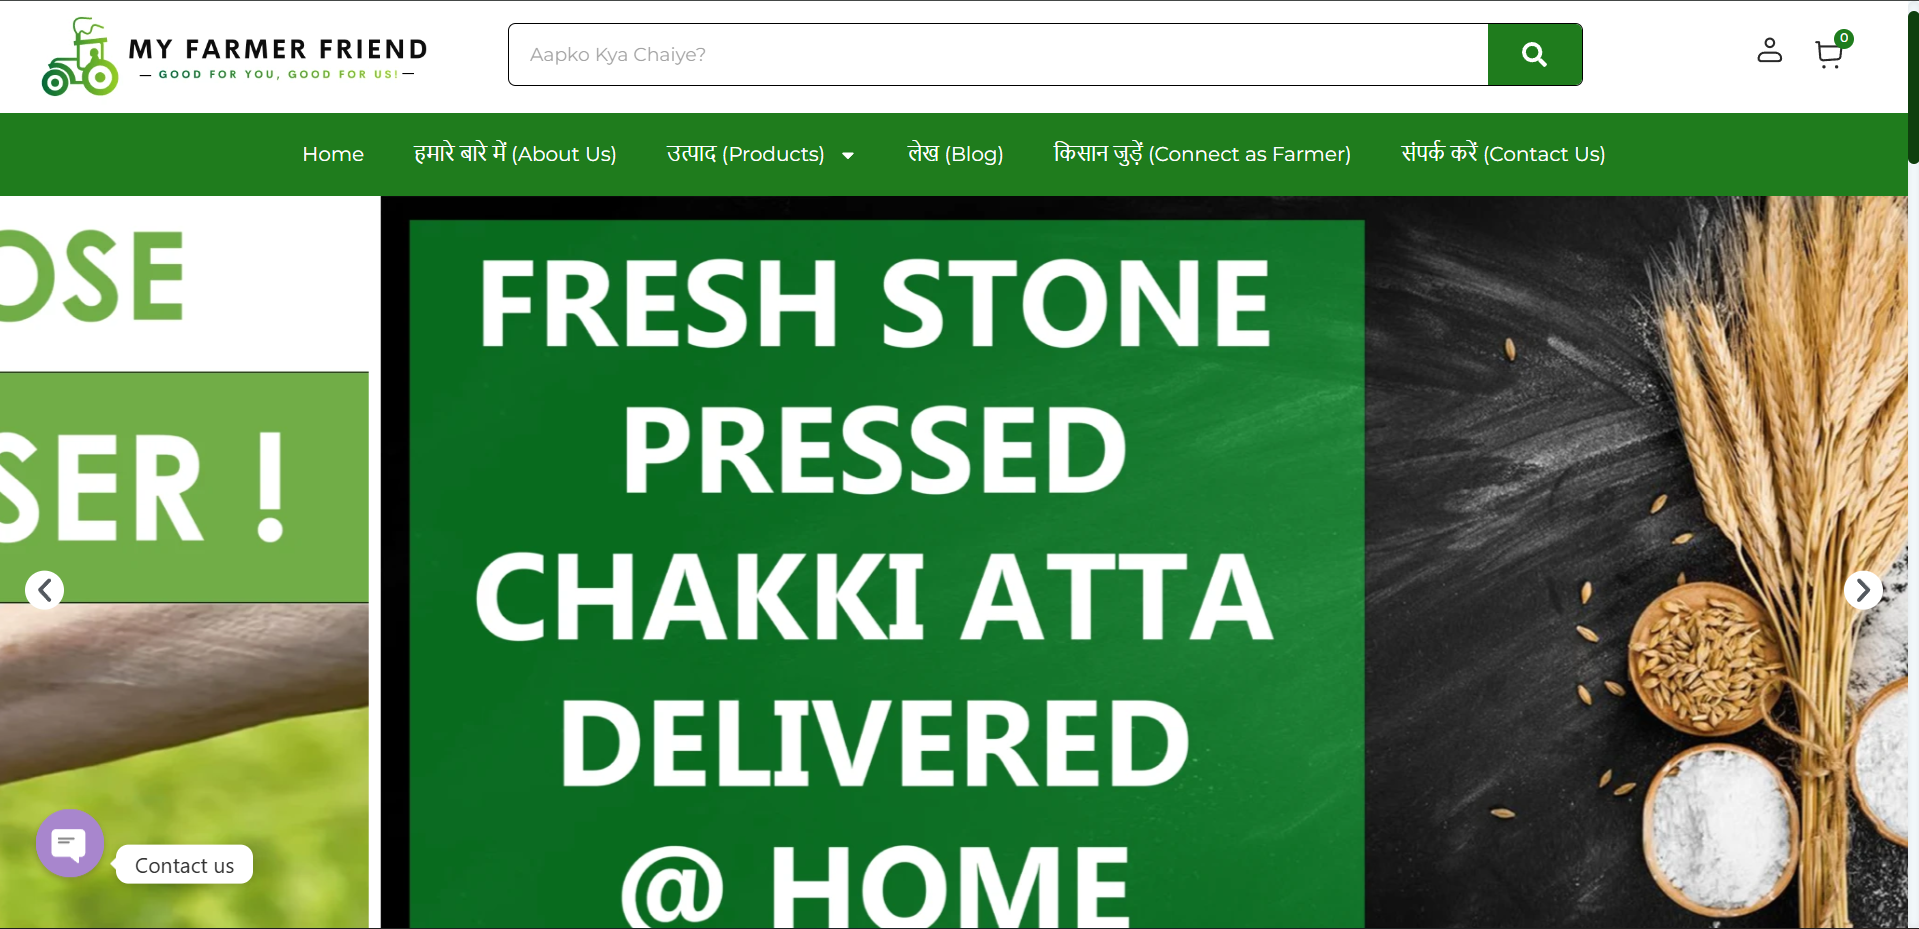 MY FARMER FRIEND
GOOD FOR YOU, GOOD FOR US!
Aapko Kya Chaiye?
0
Home
हमारे बारे में (About Us)
उत्पाद (Products)
लेख (Blog)
किसान जुड़ें (Connect as Farmer)
संपर्क करें (Contact Us)
OSE
SER !
FRESH STONE
PRESSED
CHAKKI ATTA
DELIVERED
@ HOME
Contact us